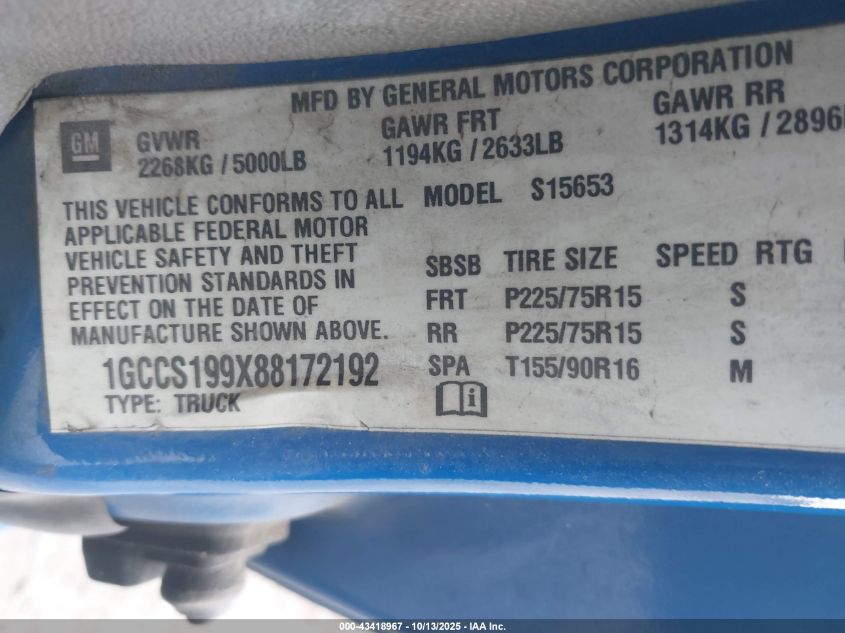 MFD BY GENERAL MOTORS CORPORATION
GM
GVWR GAWR FRT GAWR RR
2268KG / 5000LB 1194KG / 2633LB 1314KG / 2896
THIS VEHICLE CONFORMS TO ALL MODEL S15653
APPLICABLE FEDERAL MOTOR
VEHICLE SAFETY AND THEFT
PREVENTION STANDARDS IN
EFFECT ON THE DATE OF
MANUFACTURE SHOWN ABOVE.
1GCCS199X88172192
TYPE: TRUCK
SBSB TIRE SIZE SPEED RTG
FRT P225/75R15 S
RR P225/75R15 S
SPA T155/90R16 M
000-43418967 - 10/13/2025 - IAA Inc.